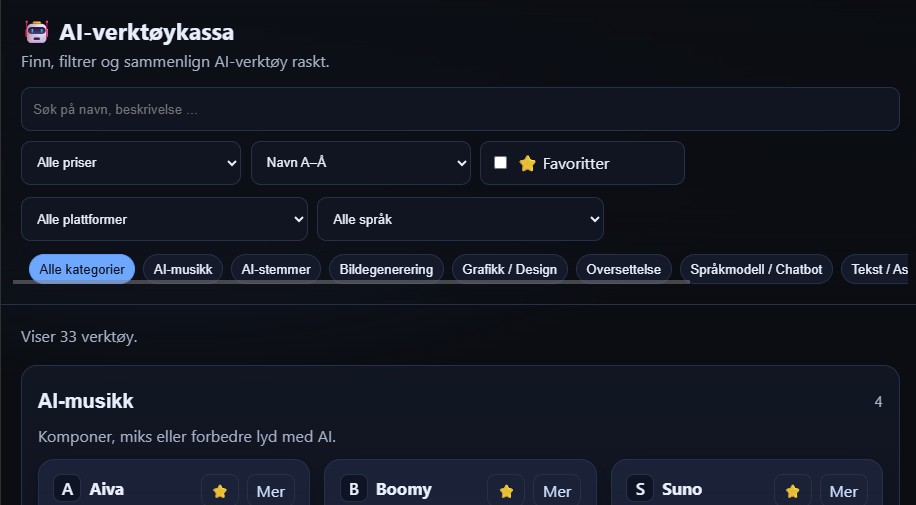 AI-verktøykassa
Finn, filtrer og sammenlign AI-verktøy raskt.
Søk på navn, beskrivelse ...
Alle priser Navn A–Å Favoritter
Alle plattformer Alle språk
Alle kategorier AI-musikk AI-stemmer Bildegenerering Grafikk / Design Oversettelse Språkmodell / Chatbot Tekst / As
Viser 33 verktøy.
AI-musikk 4
Komponer, miks eller forbedre lyd med AI.
A Aiva Mer B Boomy Mer S Suno Mer